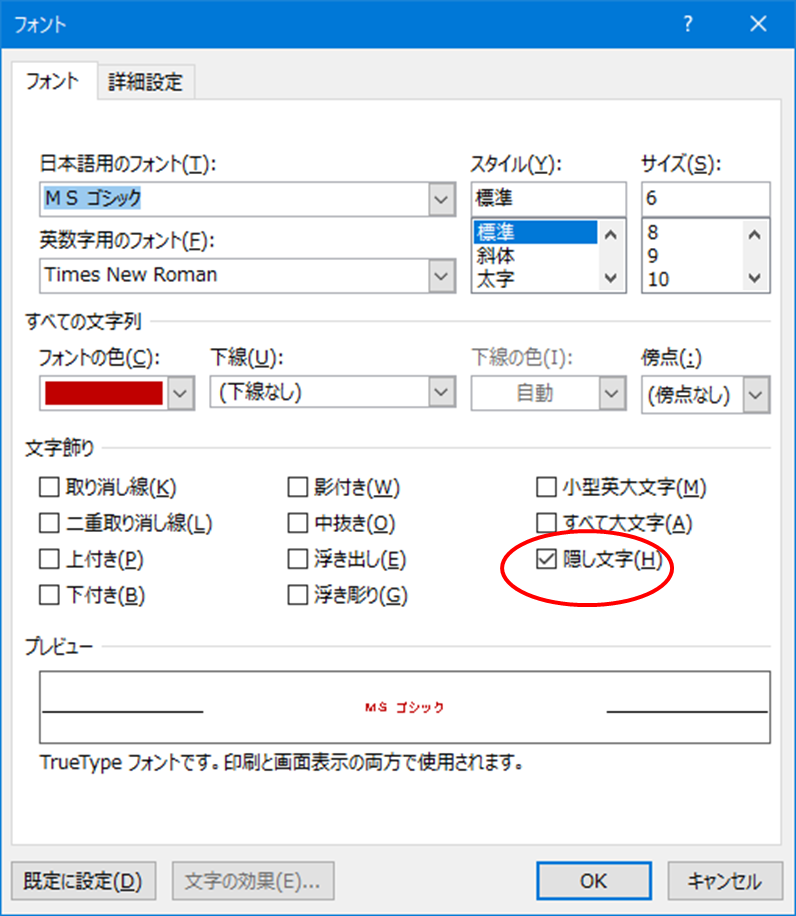 フォント ?
フォント 詳細設定
日本語用のフォント(T): スタイル(Y): サイズ(S):
ＭＳ ゴシック 標準 6
英数字用のフォント(F): 標準 8
斜体 9
Times New Roman 太字 10
すべての文字列
フォントの色(C): 下線(U): 下線の色(I): 傍点(:)
(下線なし) 自動 (傍点なし)
文字飾り
取り消し線(K) 影付き(W) 小型英大文字(M)
二重取り消し線(L) 中抜き(O) すべて大文字(A)
上付き(P) 浮き出し(E) 隠し文字(H)
下付き(B) 浮き彫り(G)
プレビュー
ＭＳ ゴシック
TrueType フォントです。印刷と画面表示の両方で使用されます。
既定に設定(D) 文字の効果(E)... OK キャンセル